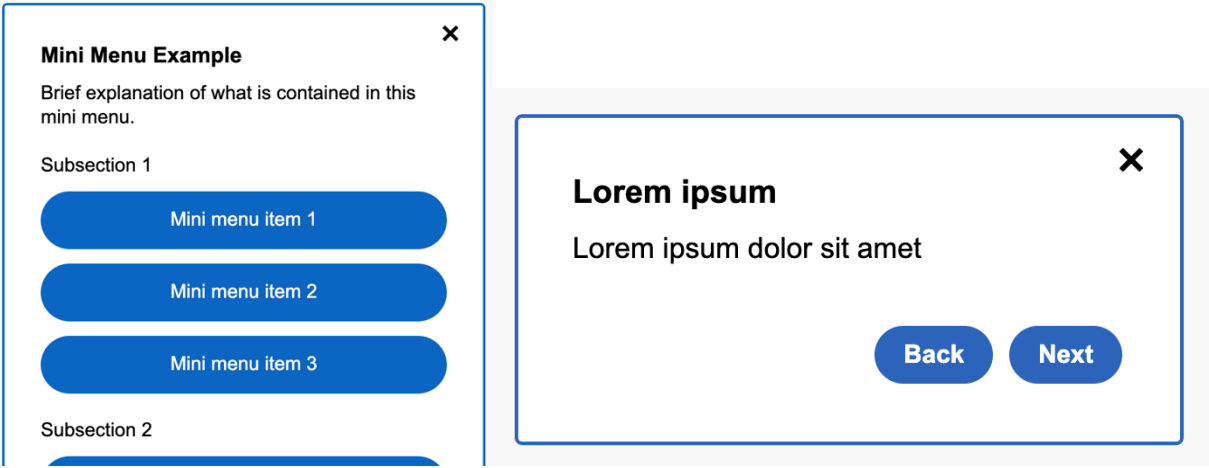 Mini Menu Example
Brief explanation of what is contained in this
mini menu.
Subsection 1
Mini menu item 1
Mini menu item 2
Mini menu item 3
Subsection 2
Lorem ipsum
Lorem ipsum dolor sit amet
Back
Next